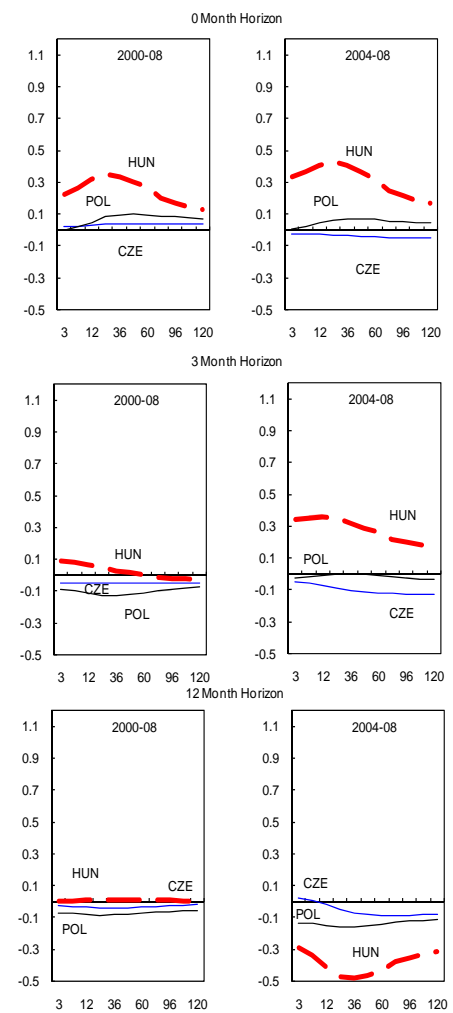 0 Month Horizon
2000-08
2004-08
1.1
0.9
0.7
0.5
0.3
0.1
-0.1
-0.3
-0.5
HUN
POL
CZE
3 12 36 60 96 120
1.1
0.9
0.7
0.5
0.3
0.1
-0.1
-0.3
-0.5
HUN
POL
CZE
3 12 36 60 96 120
3 Month Horizon
2000-08
2004-08
1.1
0.9
0.7
0.5
0.3
0.1
-0.1
-0.3
-0.5
HUN
CZE
POL
3 12 36 60 96 120
1.1
0.9
0.7
0.5
0.3
0.1
-0.1
-0.3
-0.5
HUN
POL
CZE
3 12 36 60 96 120
12 Month Horizon
2000-08
2004-08
1.1
0.9
0.7
0.5
0.3
0.1
-0.1
-0.3
-0.5
HUN
CZE
POL
3 12 36 60 96 120
1.1
0.9
0.7
0.5
0.3
0.1
-0.1
-0.3
-0.5
CZE
POL
HUN
3 12 36 60 96 120